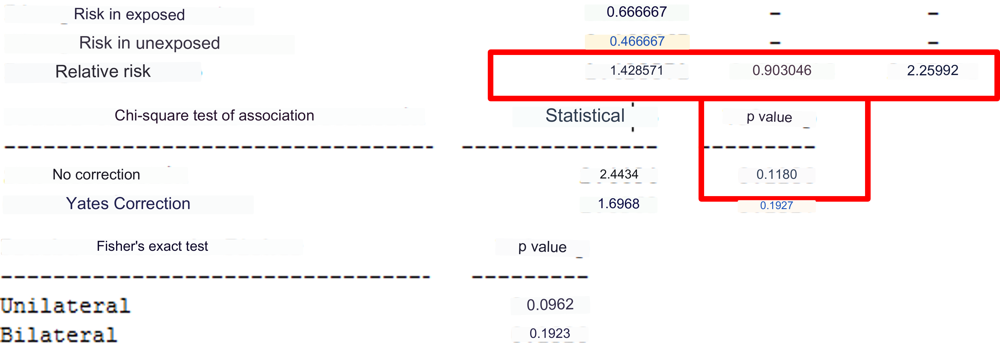 Risk in exposed 0.666667 – –
Risk in unexposed 0.466667 – –
Relative risk 1.428571 0.903046 2.25992
Chi-square test of association Statistical p value
No correction 2.4434 0.1180
Yates Correction 1.6968 0.1927
Fisher's exact test p value
Unilateral 0.0962
Bilateral 0.1923